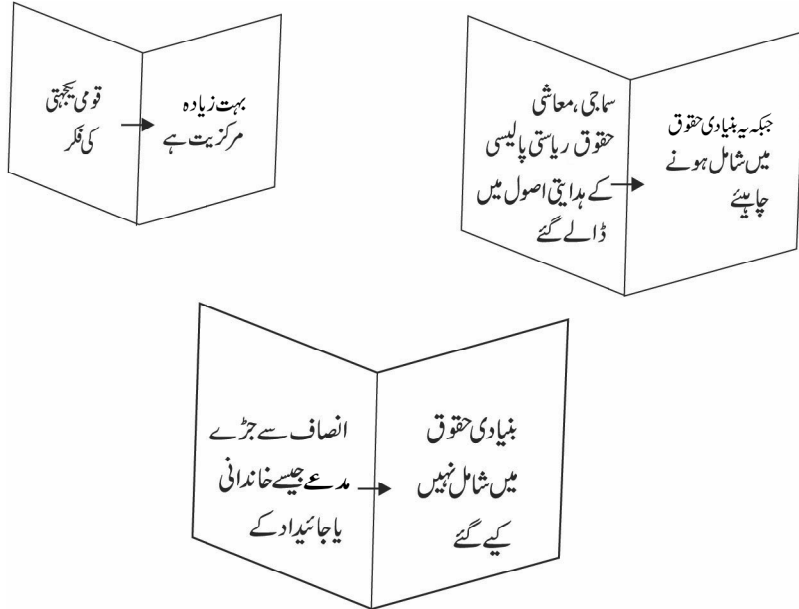 قومی یکجہتی
کی فکر
بہت زیادہ
مرکزیت ہے
سماجی، معاشی
حقوق ریاستی پالیسی
کے ہدایتی اصول میں
ڈالے گئے
جبکہ یہ بنیادی حقوق
میں شامل ہونے
چاہیئے
انصاف سے جڑے
مدعے جیسے خاندانی
یا جائیداد کے
بنیادی حقوق
میں شامل نہیں
کیے گئے